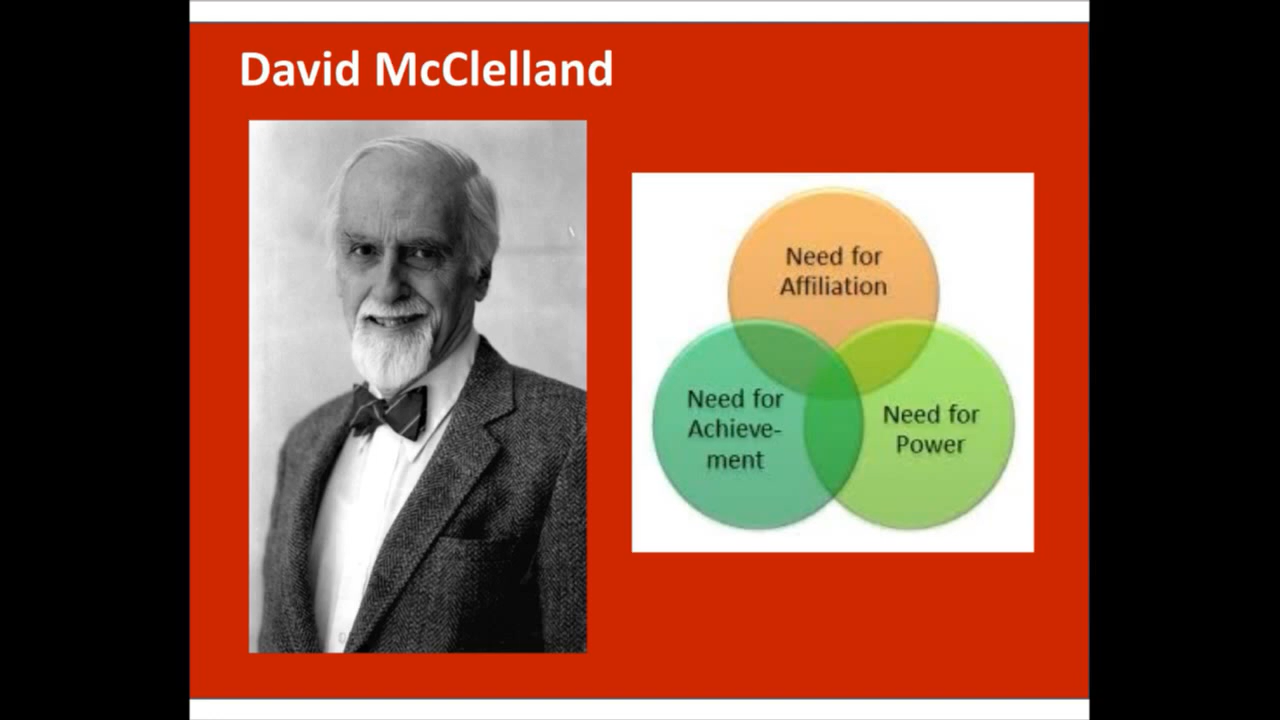 David McClelland
Need for
Affiliation
Need for
Achieve-
ment
Need for
Power